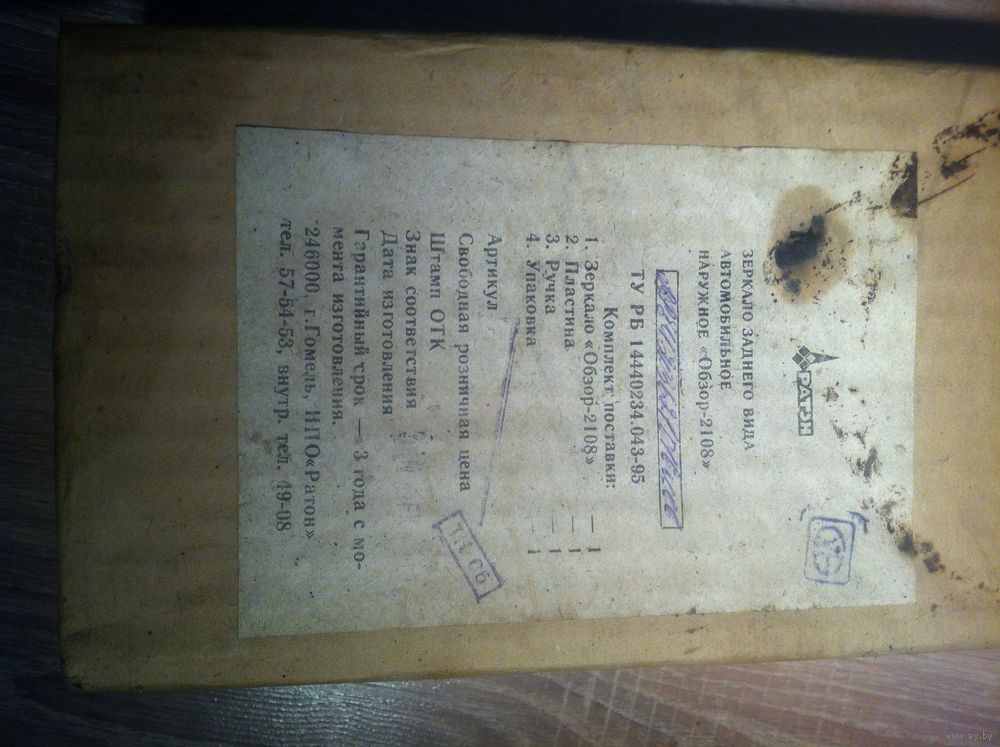 РАТОН
ЗЕРКАЛО ЗАДНЕГО ВИДА
АВТОМОБИЛЬНОЕ
НАРУЖНОЕ «Обзор-2108»
ТУ РБ 14440234.043-95
Комплект поставки:
1. Зеркало «Обзор-2108» — 1
2. Пластина — 1
3. Ручка — 1
4. Упаковка — 1
Артикул
Свободная розничная цена
Штамп ОТК
Знак соответствия
Дата изготовления
Гарантийный срок — 3 года с мо-
мента изготовления.
246000, г. Гомель, НПО «Ратон»
тел. 57-54-53, внутр. тел. 49-08
www.ay.by